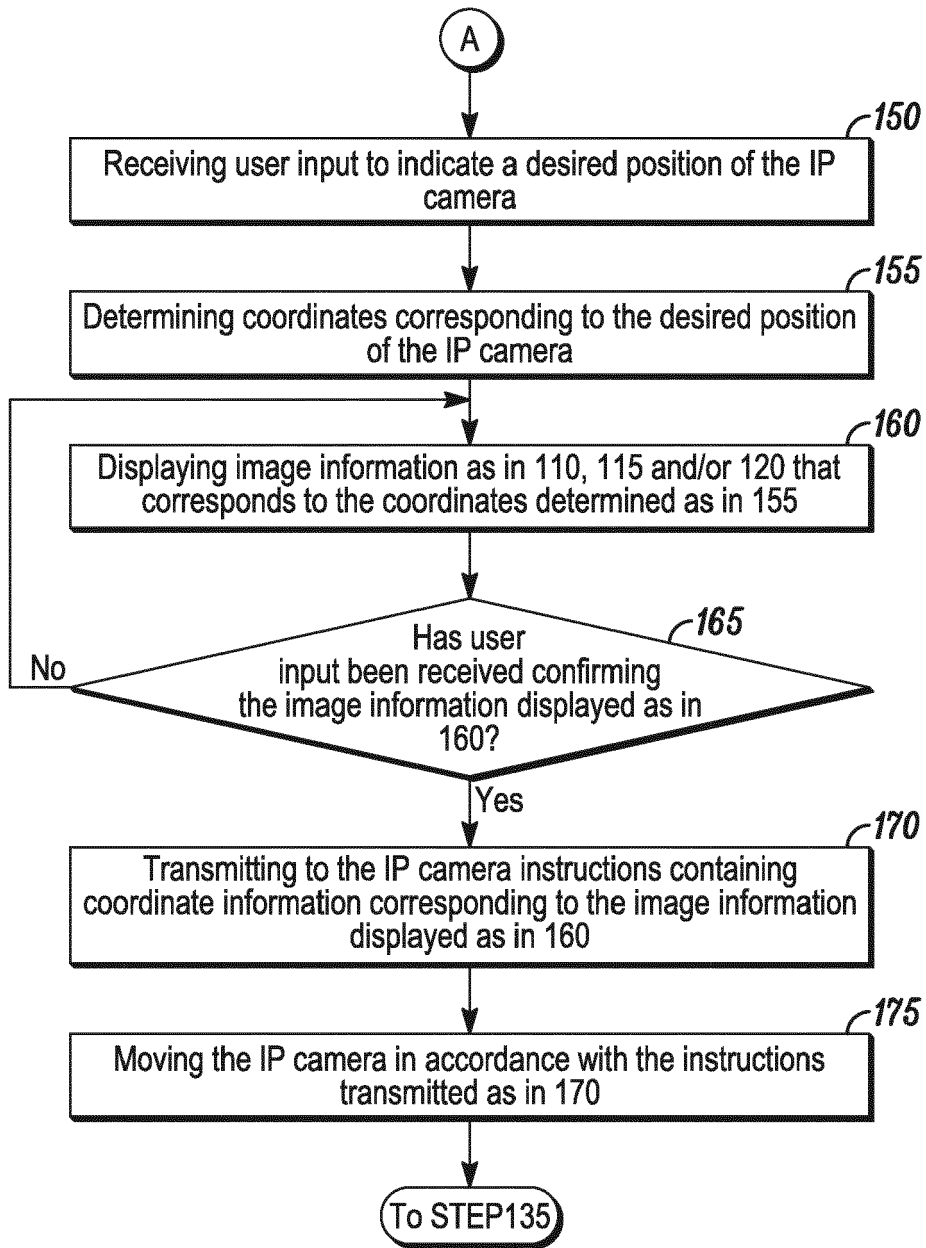 A
150
Receiving user input to indicate a desired position of the IP
camera
155
Determining coordinates corresponding to the desired position
of the IP camera
160
Displaying image information as in 110, 115 and/or 120 that
corresponds to the coordinates determined as in 155
165
Has user
input been received confirming
the image information displayed as in
160?
No
Yes
170
Transmitting to the IP camera instructions containing
coordinate information corresponding to the image information
displayed as in 160
175
Moving the IP camera in accordance with the instructions
transmitted as in 170
To STEP135